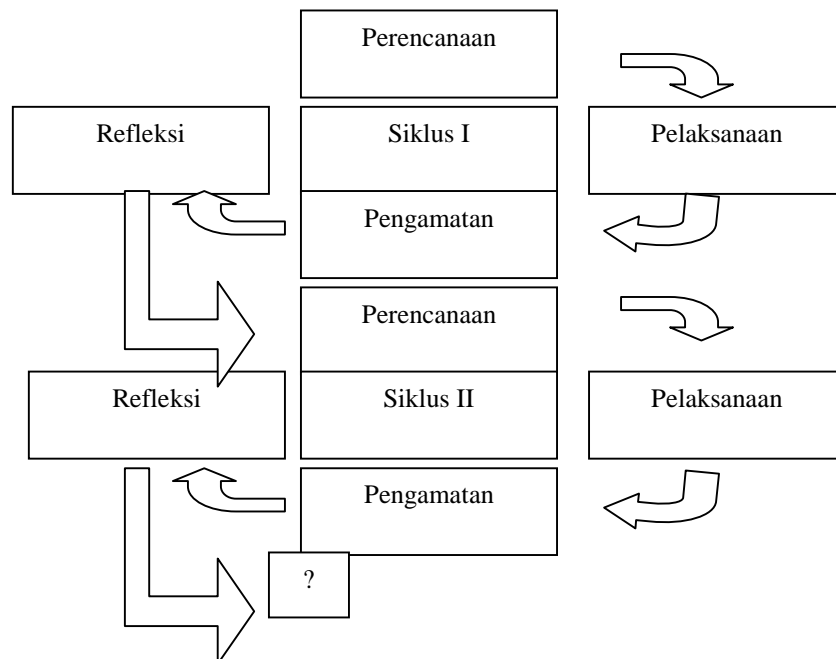 Perencanaan
Refleksi
Siklus I
Pelaksanaan
Pengamatan
Perencanaan
Refleksi
Siklus II
Pelaksanaan
Pengamatan
?